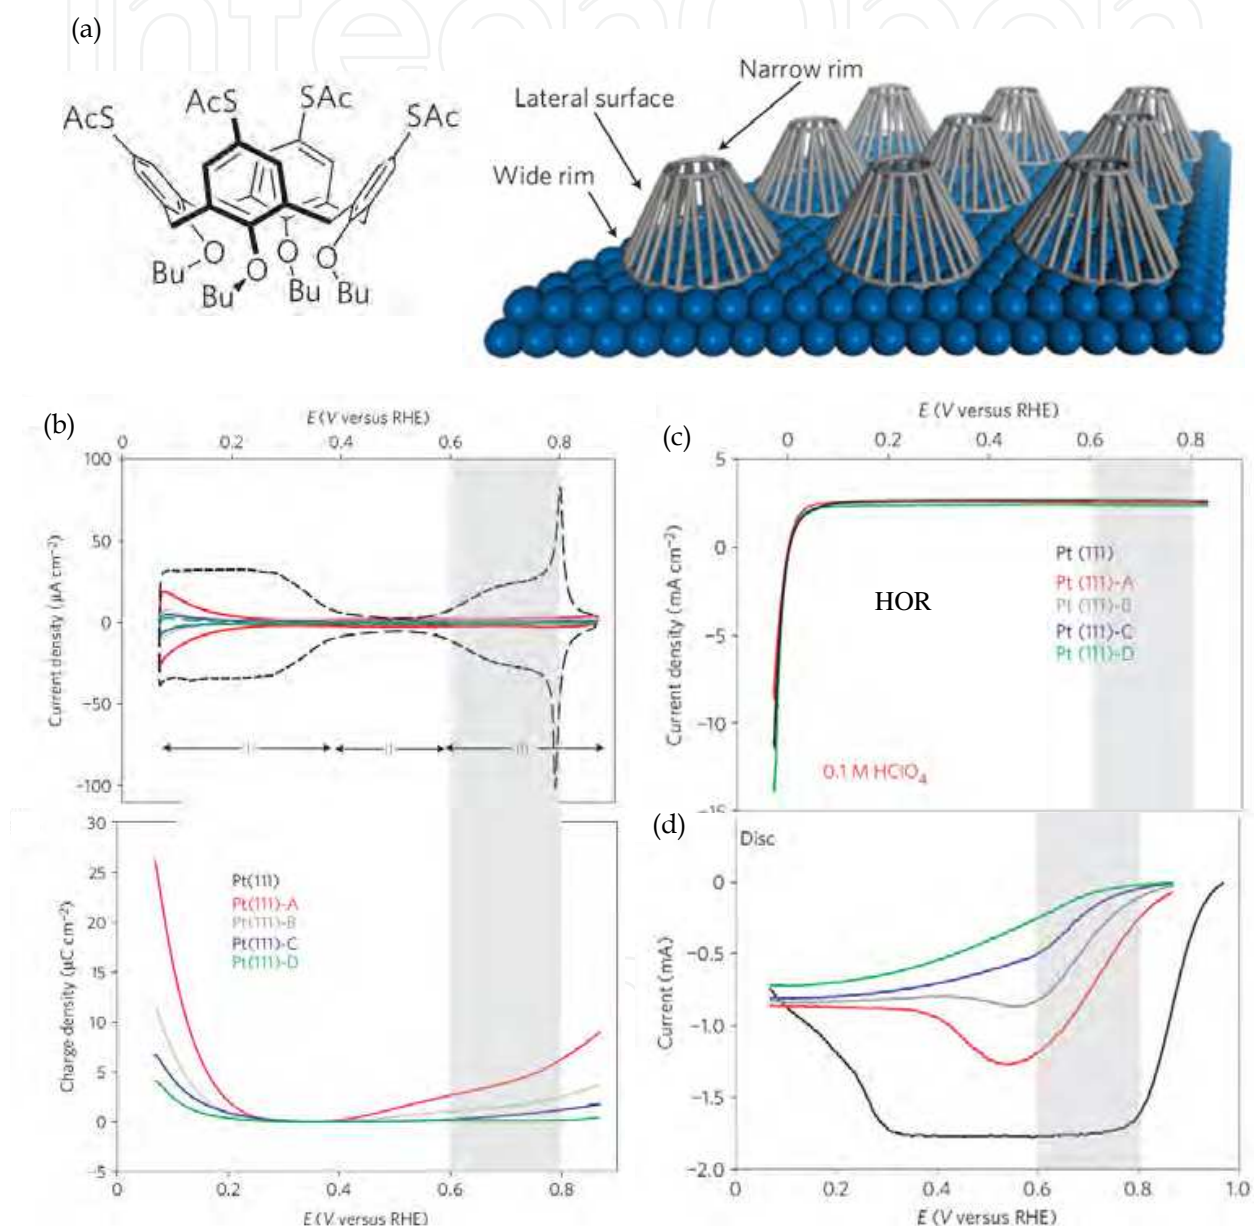 IntechOpen
(a)
AcS
AcS
SAc
SAc
O
O
O
O
Bu
Bu
Bu
Bu
Narrow rim
Lateral surface
Wide rim
(b)
E (V versus RHE)
0 0.2 0.4 0.6 0.8
100
50
0
−50
−100
Current density (μA cm−2)
I II III
(c)
E (V versus RHE)
0 0.2 0.4 0.6 0.8
5
0
−5
−10
−15
Current density (mA cm−2)
HOR
Pt (111)
Pt (111)-A
Pt (111)-B
Pt (111)-C
Pt (111)-D
0.1 M HClO4
30
25
20
15
10
5
0
−5
Charge density (μC cm−2)
Pt(111)
Pt(111)-A
Pt(111)-B
Pt(111)-C
Pt(111)-D
0 0.2 0.4 0.6 0.8
E (V versus RHE)
(d)
Disc
0
−0.5
−1.0
−1.5
−2.0
Current (mA)
0 0.2 0.4 0.6 0.8 1.0
E (V versus RHE)